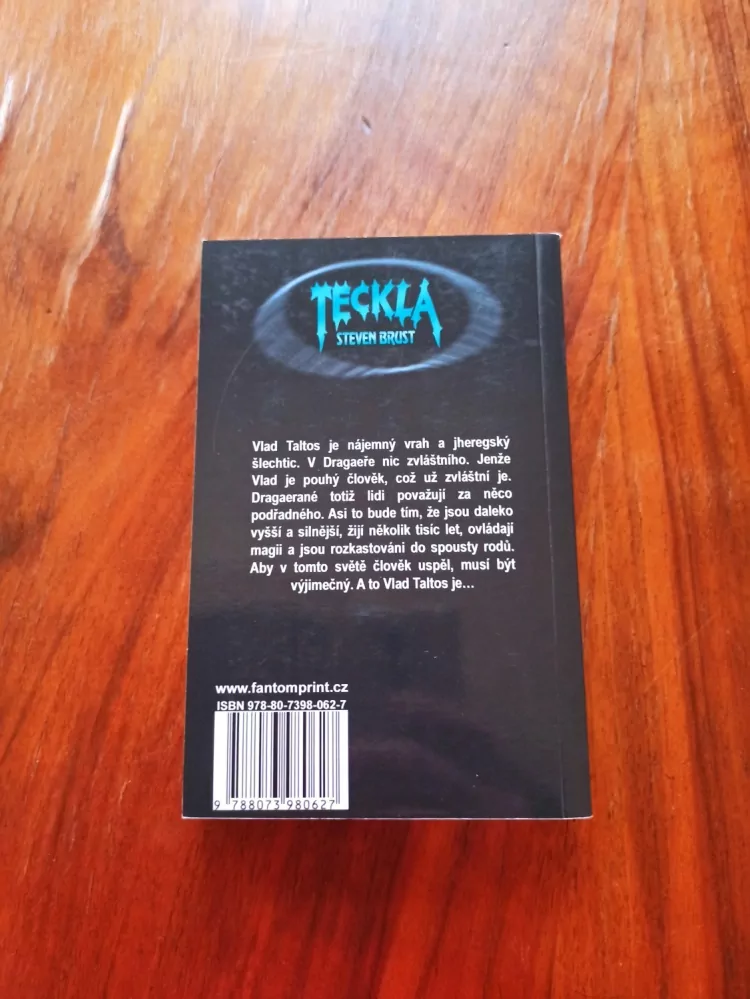 TECKLA
STEVEN BRUST
Vlad Taltos je nájemný vrah a jheregský
šlechtic. V Dragaeře nic zvláštního. Jenže
Vlad je pouhý člověk, což už zvláštní je.
Dragaerané totiž lidi považují za něco
podřadného. Asi to bude tím, že jsou daleko
vyšší a silnější, žijí několik tisíc let, ovládají
magii a jsou rozkastováni do spousty rodů.
Aby v tomto světě člověk uspěl, musí být
výjimečný. A to Vlad Taltos je...
www.fantomprint.cz
ISBN 978-80-7398-062-7
9 788073 980627